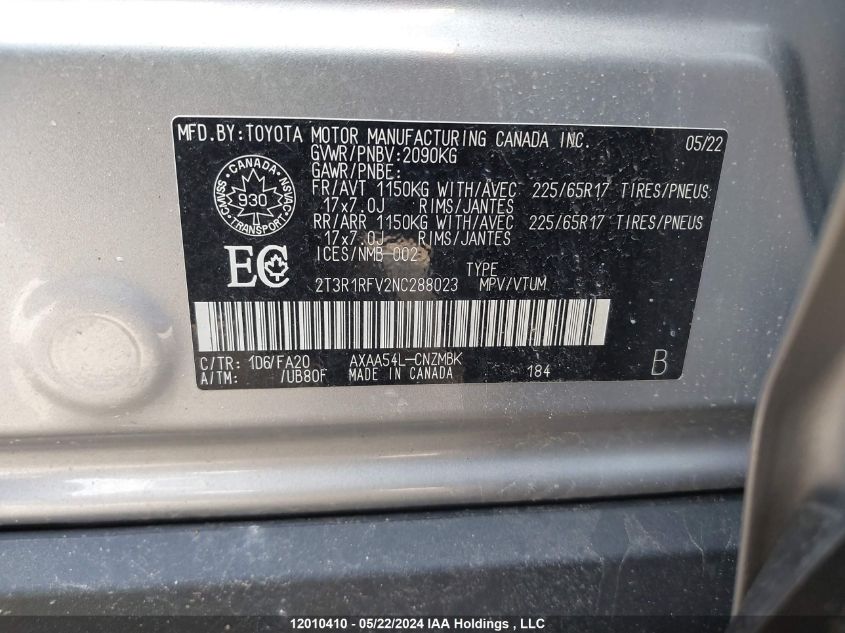 MFD.BY:TOYOTA MOTOR MANUFACTURING CANADA INC. 05/22
GVWR/PNBV:2090KG
GAWR/PNBE:
FR/AVT 1150KG WITH/AVEC 225/65R17 TIRES/PNEUS
17x7.0J RIMS/JANTES
RR/ARR 1150KG WITH/AVEC 225/65R17 TIRES/PNEUS
17x7.0J RIMS/JANTES
ICES/NMB-002
CANADA
CMVSS 930 NSVAC
TRANSPORT
EC
TYPE
2T3R1RFV2NC288023 MPV/VTUM
C/TR: 1D6/FA20 AXAA54L-CNZMBK
A/TM: /UB80F MADE IN CANADA 184 B
12010410 - 05/22/2024 IAA Holdings , LLC